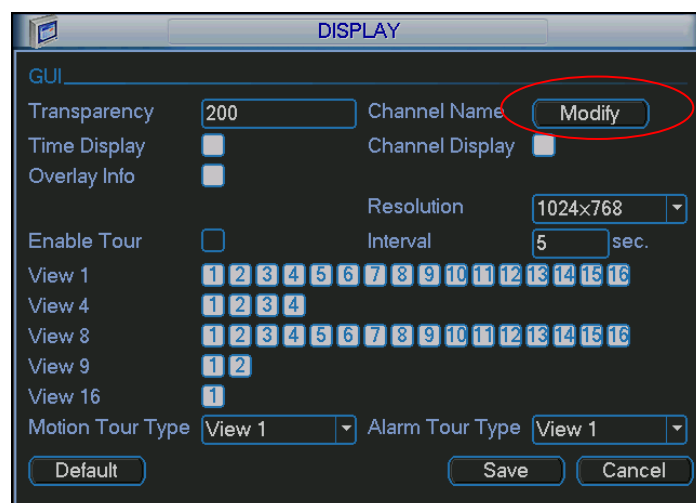 DISPLAY
GUI
Transparency 200 Channel Name Modify
Time Display Channel Display
Overlay Info
Resolution 1024×768
Enable Tour Interval 5 sec.
View 1 1 2 3 4 5 6 7 8 9 10 11 12 13 14 15 16
View 4 1 2 3 4
View 8 1 2 3 4 5 6 7 8 9 10 11 12 13 14 15 16
View 9 1 2
View 16 1
Motion Tour Type View 1 Alarm Tour Type View 1
Default Save Cancel